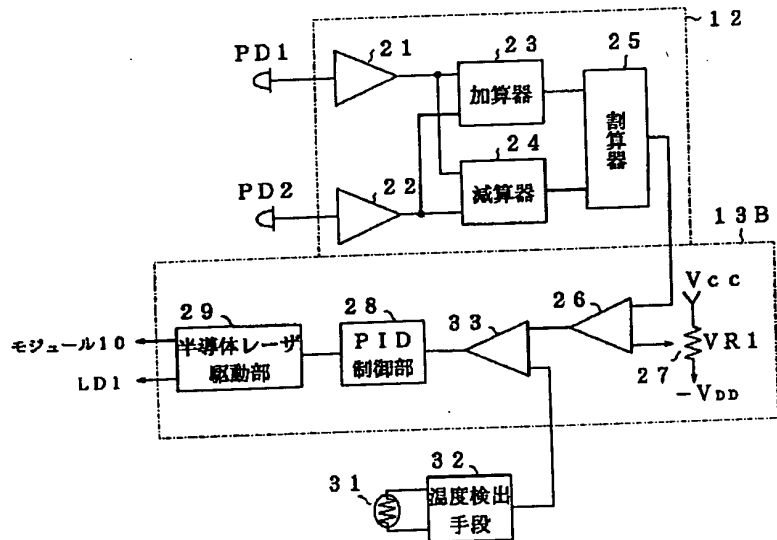 12
PD1
21
23
加算器
25
割算器
24
減算器
PD2
22
13B
Vcc
29
半導体レーザ
駆動部
28
PID
制御部
33
26
VR1
27
-VDD
モジュール10
LD1
31
32
温度検出
手段